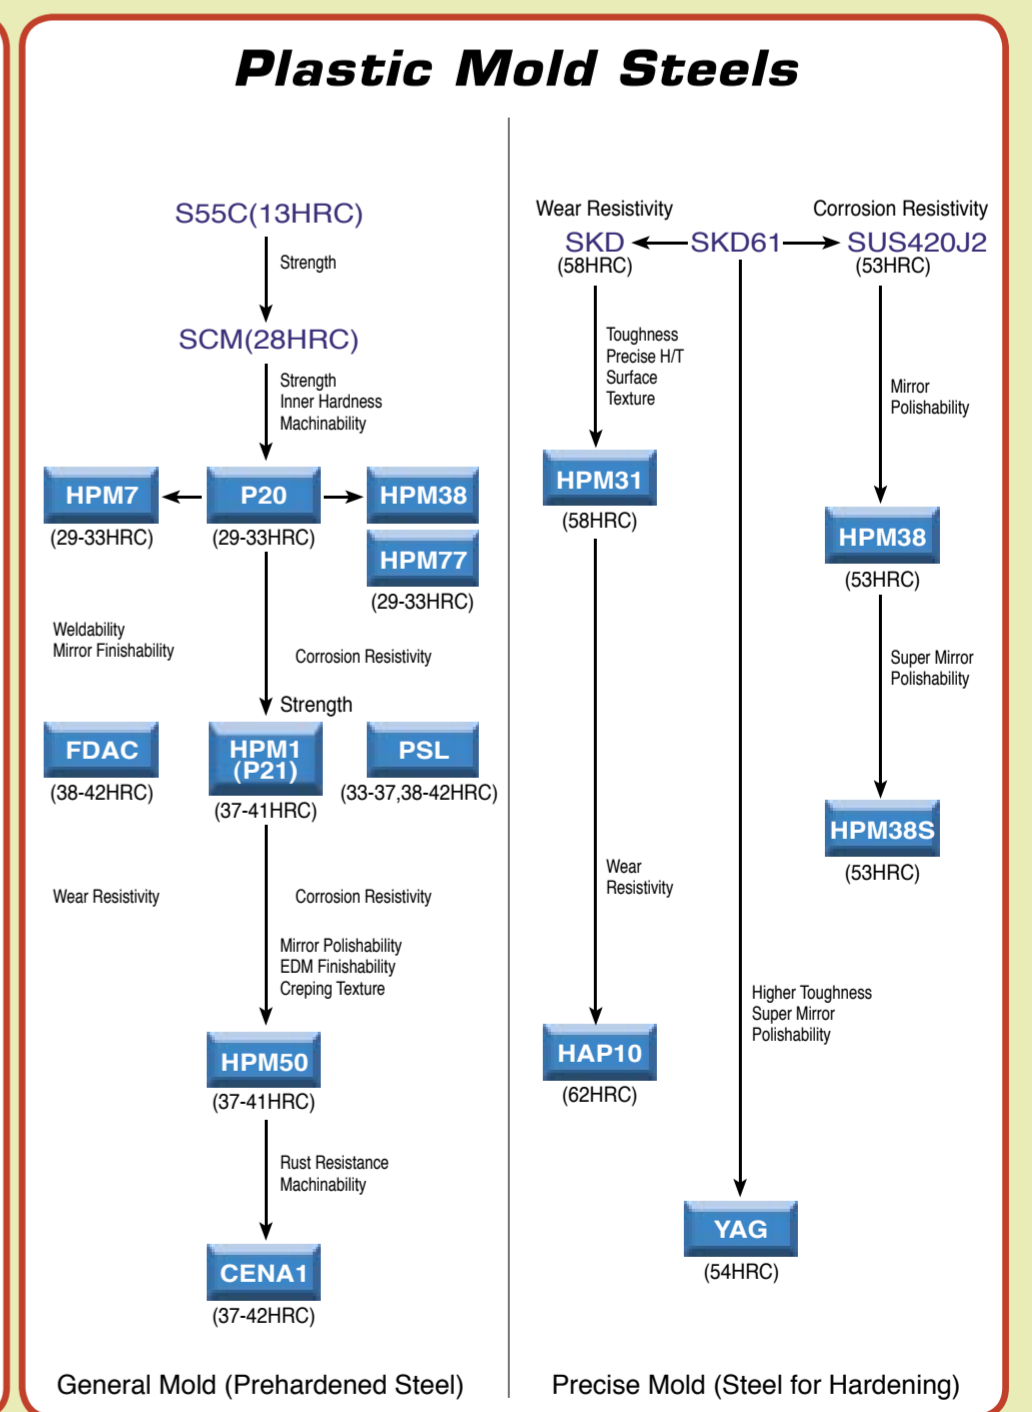 Plastic Mold Steels
S55C(13HRC)
Strength
SCM(28HRC)
Strength
Inner Hardness
Machinability
HPM7
P20
HPM38
(29-33HRC)
(29-33HRC)
HPM77
(29-33HRC)
Weldability
Mirror Finishability
Corrosion Resistivity
Strength
FDAC
HPM1
(P21)
PSL
(38-42HRC)
(37-41HRC)
(33-37,38-42HRC)
Wear Resistivity
Corrosion Resistivity
Mirror Polishability
EDM Finishability
Creping Texture
HPM50
(37-41HRC)
Rust Resistance
Machinability
CENA1
(37-42HRC)
General Mold (Prehardened Steel)
Wear Resistivity
Corrosion Resistivity
SKD
SKD61
SUS420J2
(58HRC)
(53HRC)
Toughness
Precise H/T
Surface
Texture
Mirror
Polishability
HPM31
(58HRC)
HPM38
(53HRC)
Super Mirror
Polishability
HPM38S
(53HRC)
Wear
Resistivity
Higher Toughness
Super Mirror
Polishability
HAP10
(62HRC)
YAG
(54HRC)
Precise Mold (Steel for Hardening)